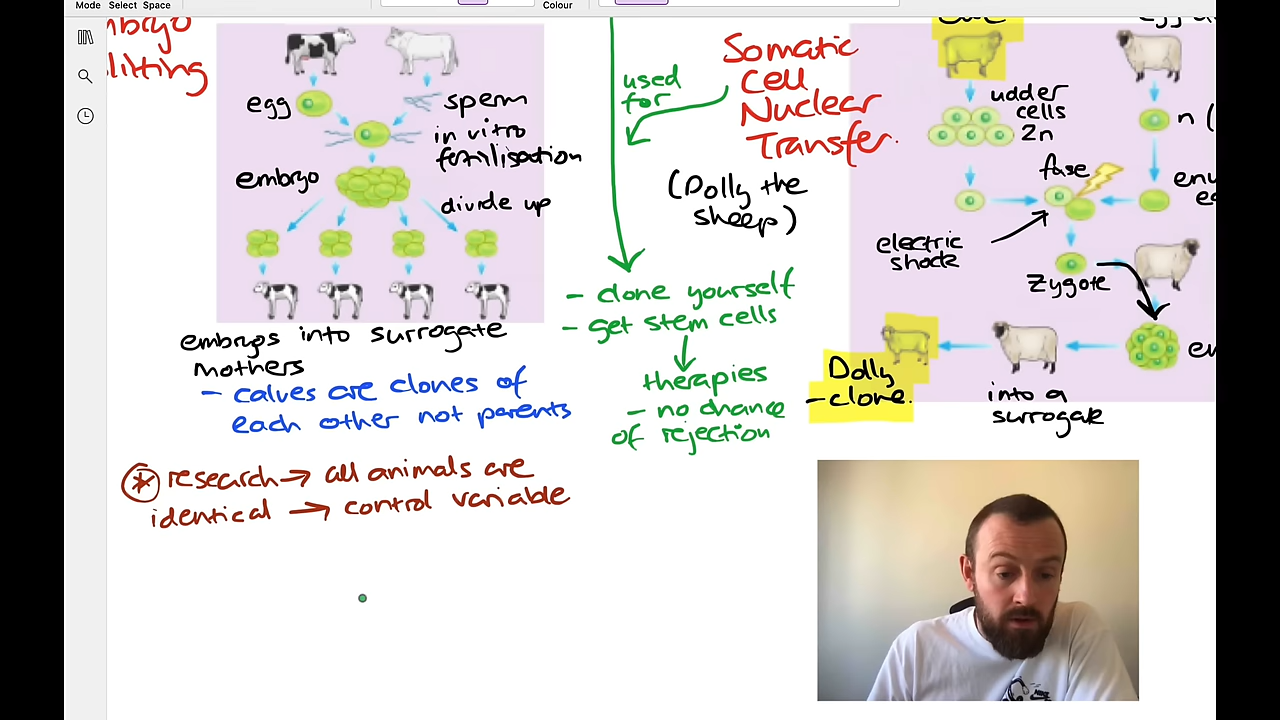 Mode Select Space
Colour
mbryo
litting
egg
sperm
in vitro
fertilisation
embryo
divide up
embryos into surrogate
mothers
- calves are clones of
each other not parents
* research → all animals are
identical → control variable
used
for
Somatic
Cell
Nuclear
Transfer.
(Dolly the
sheep)
- clone yourself
- get stem cells
therapies
- no chance
of rejection
udder
cells
2n
n (
fuse
enu
electric
shock
Zygote
em
Dolly
- clone.
into a
surrogate